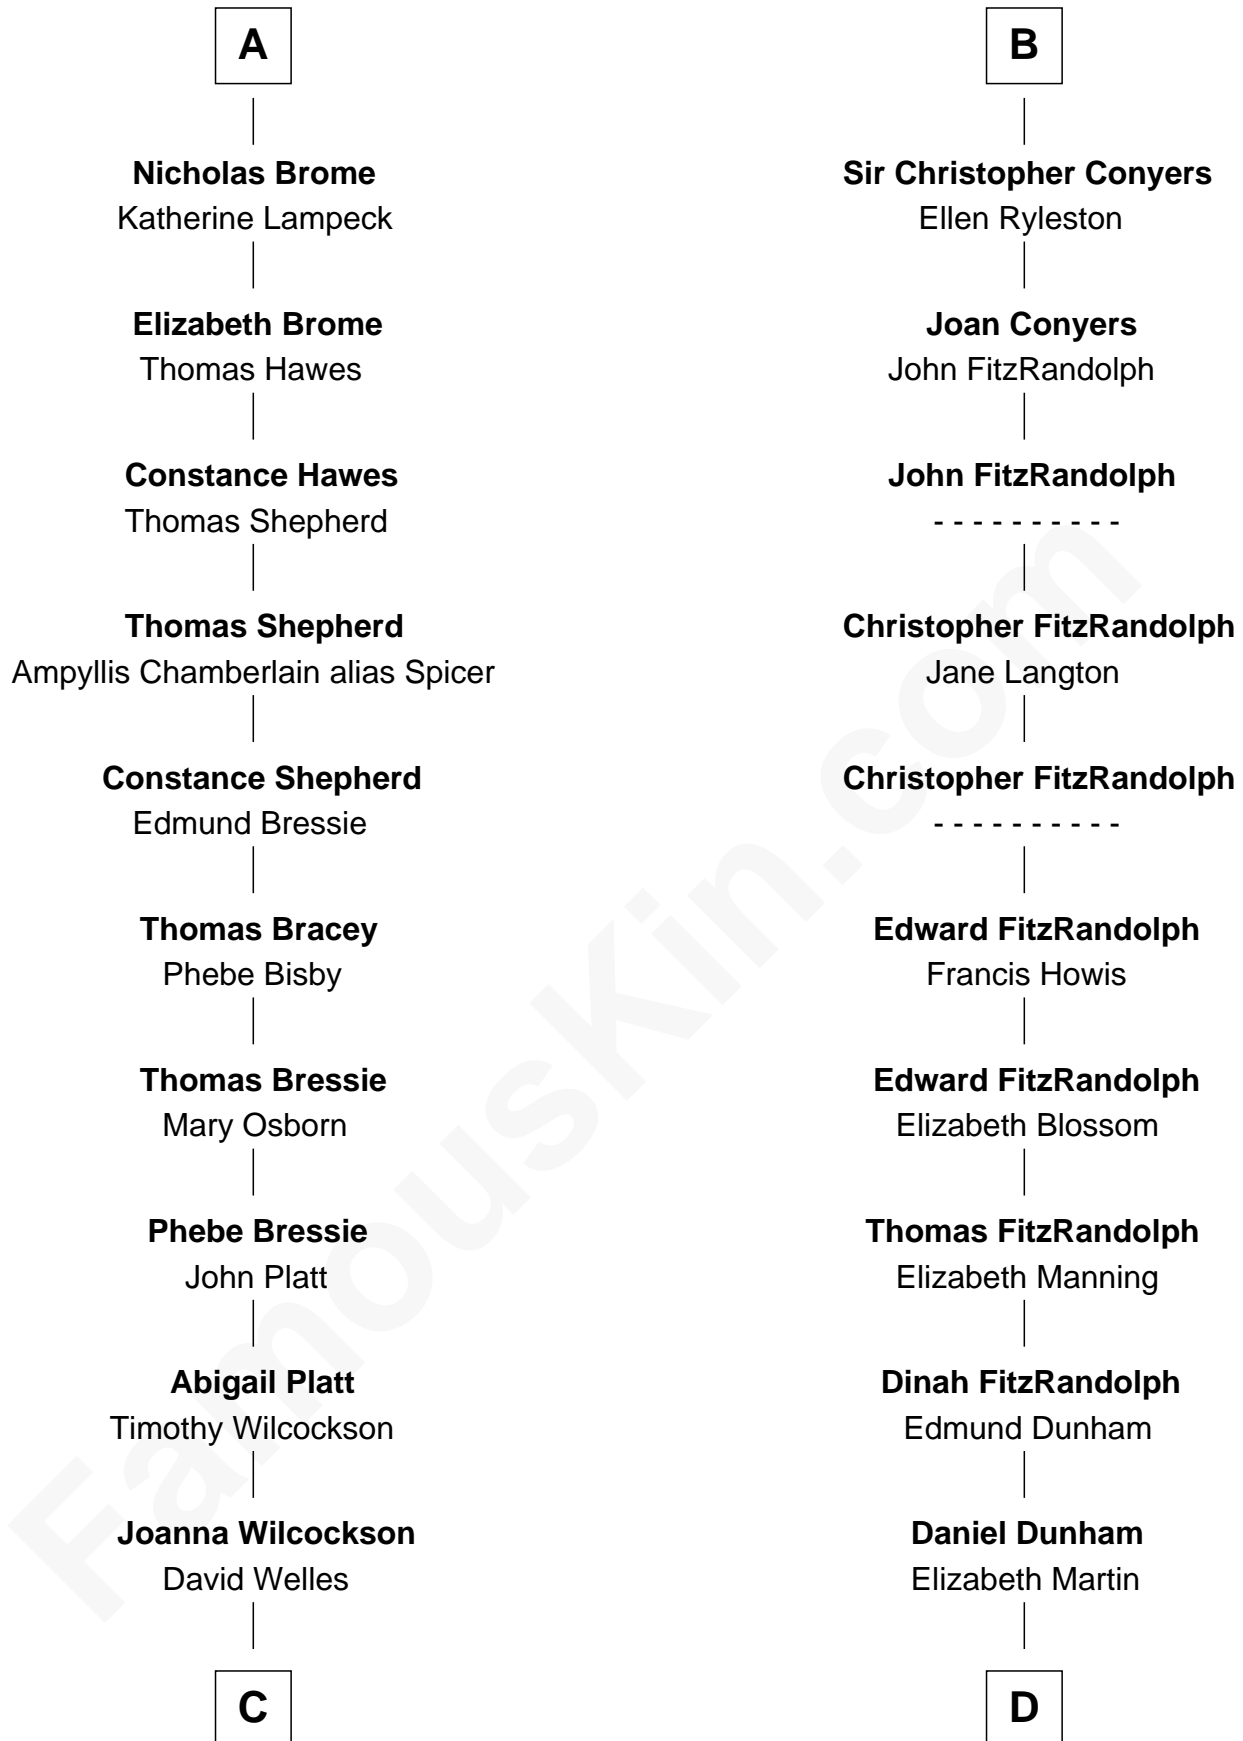 A
Nicholas Brome
Katherine Lampeck
Elizabeth Brome
Thomas Hawes
Constance Hawes
Thomas Shepherd
Thomas Shepherd
Ampyllis Chamberlain alias Spicer
Constance Shepherd
Edmund Bressie
Thomas Bracey
Phebe Bisby
Thomas Bressie
Mary Osborn
Phebe Bressie
John Platt
Abigail Platt
Timothy Wilcockson
Joanna Wilcockson
David Welles
C
B
Sir Christopher Conyers
Ellen Ryleston
Joan Conyers
John FitzRandolph
John FitzRandolph
- - - - - - - - - -
Christopher FitzRandolph
Jane Langton
Christopher FitzRandolph
- - - - - - - - - -
Edward FitzRandolph
Francis Howis
Edward FitzRandolph
Elizabeth Blossom
Thomas FitzRandolph
Elizabeth Manning
Dinah FitzRandolph
Edmund Dunham
Daniel Dunham
Elizabeth Martin
D
FamousKin.com